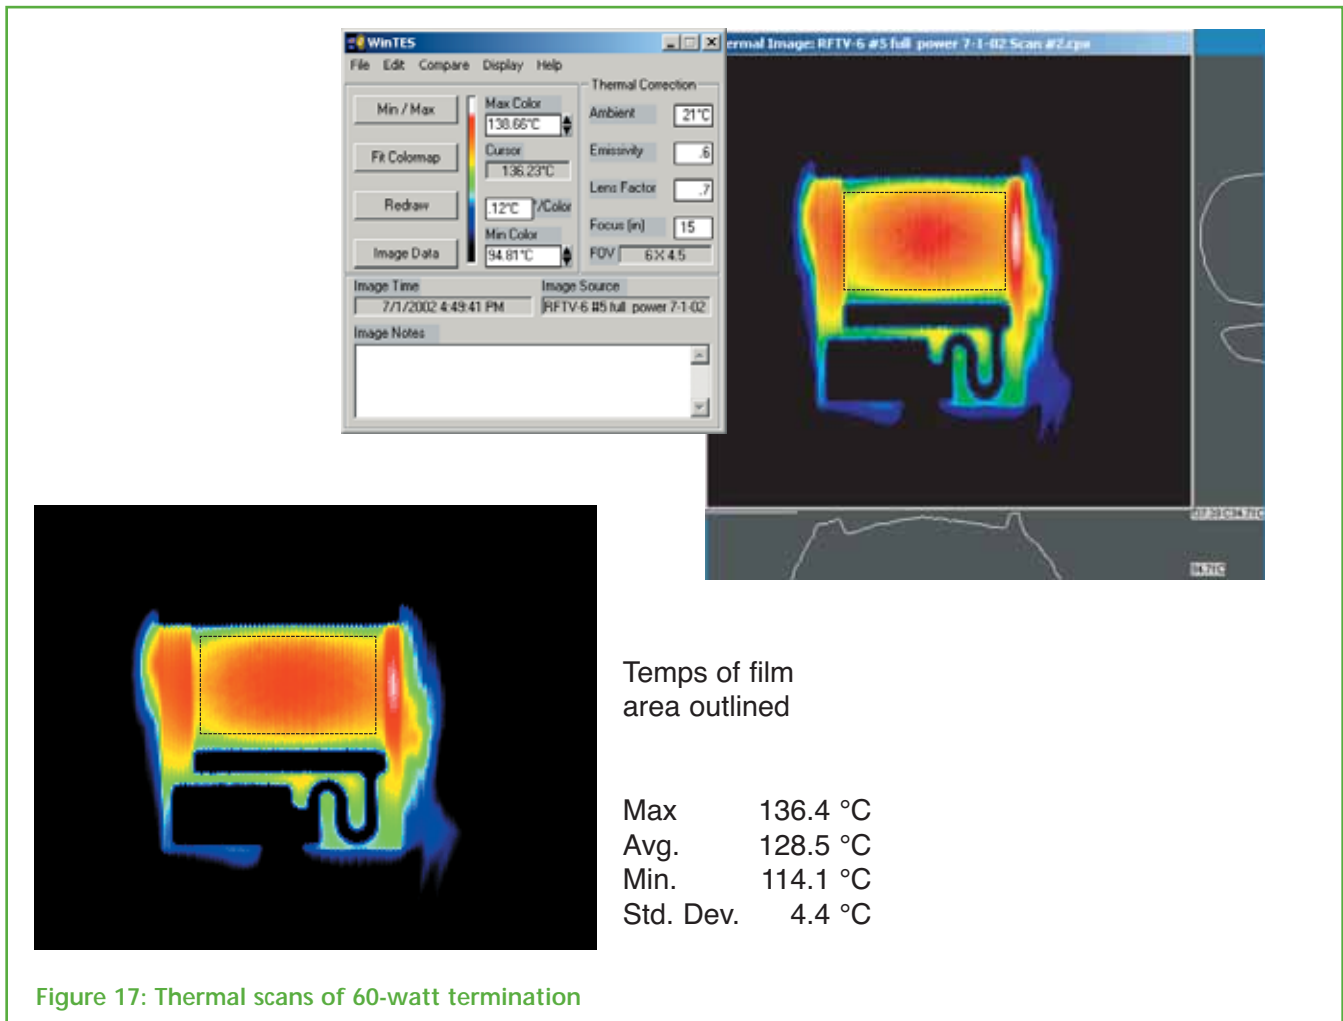 WinTES
File Edit Compare Display Help
Min / Max
Fit Colormap
Redraw
Image Data
Max Color
138.66°C
Cursor
136.23°C
.12°C °/Color
Min Color
94.81°C
Thermal Correction
Ambient 21°C
Emissivity .6
Lens Factor .7
Focus (in) 15
FOV 6 X 4.5
Image Time
7/1/2002 4:49:41 PM
Image Source
RFTV-6 #5 full power 7-1-02
Image Notes
ermal Image: RFTV-6 #5 full power 7-1-02 Scan #2.cpx
Temps of film
area outlined
Max 136.4 °C
Avg. 128.5 °C
Min. 114.1 °C
Std. Dev. 4.4 °C
Figure 17: Thermal scans of 60-watt termination